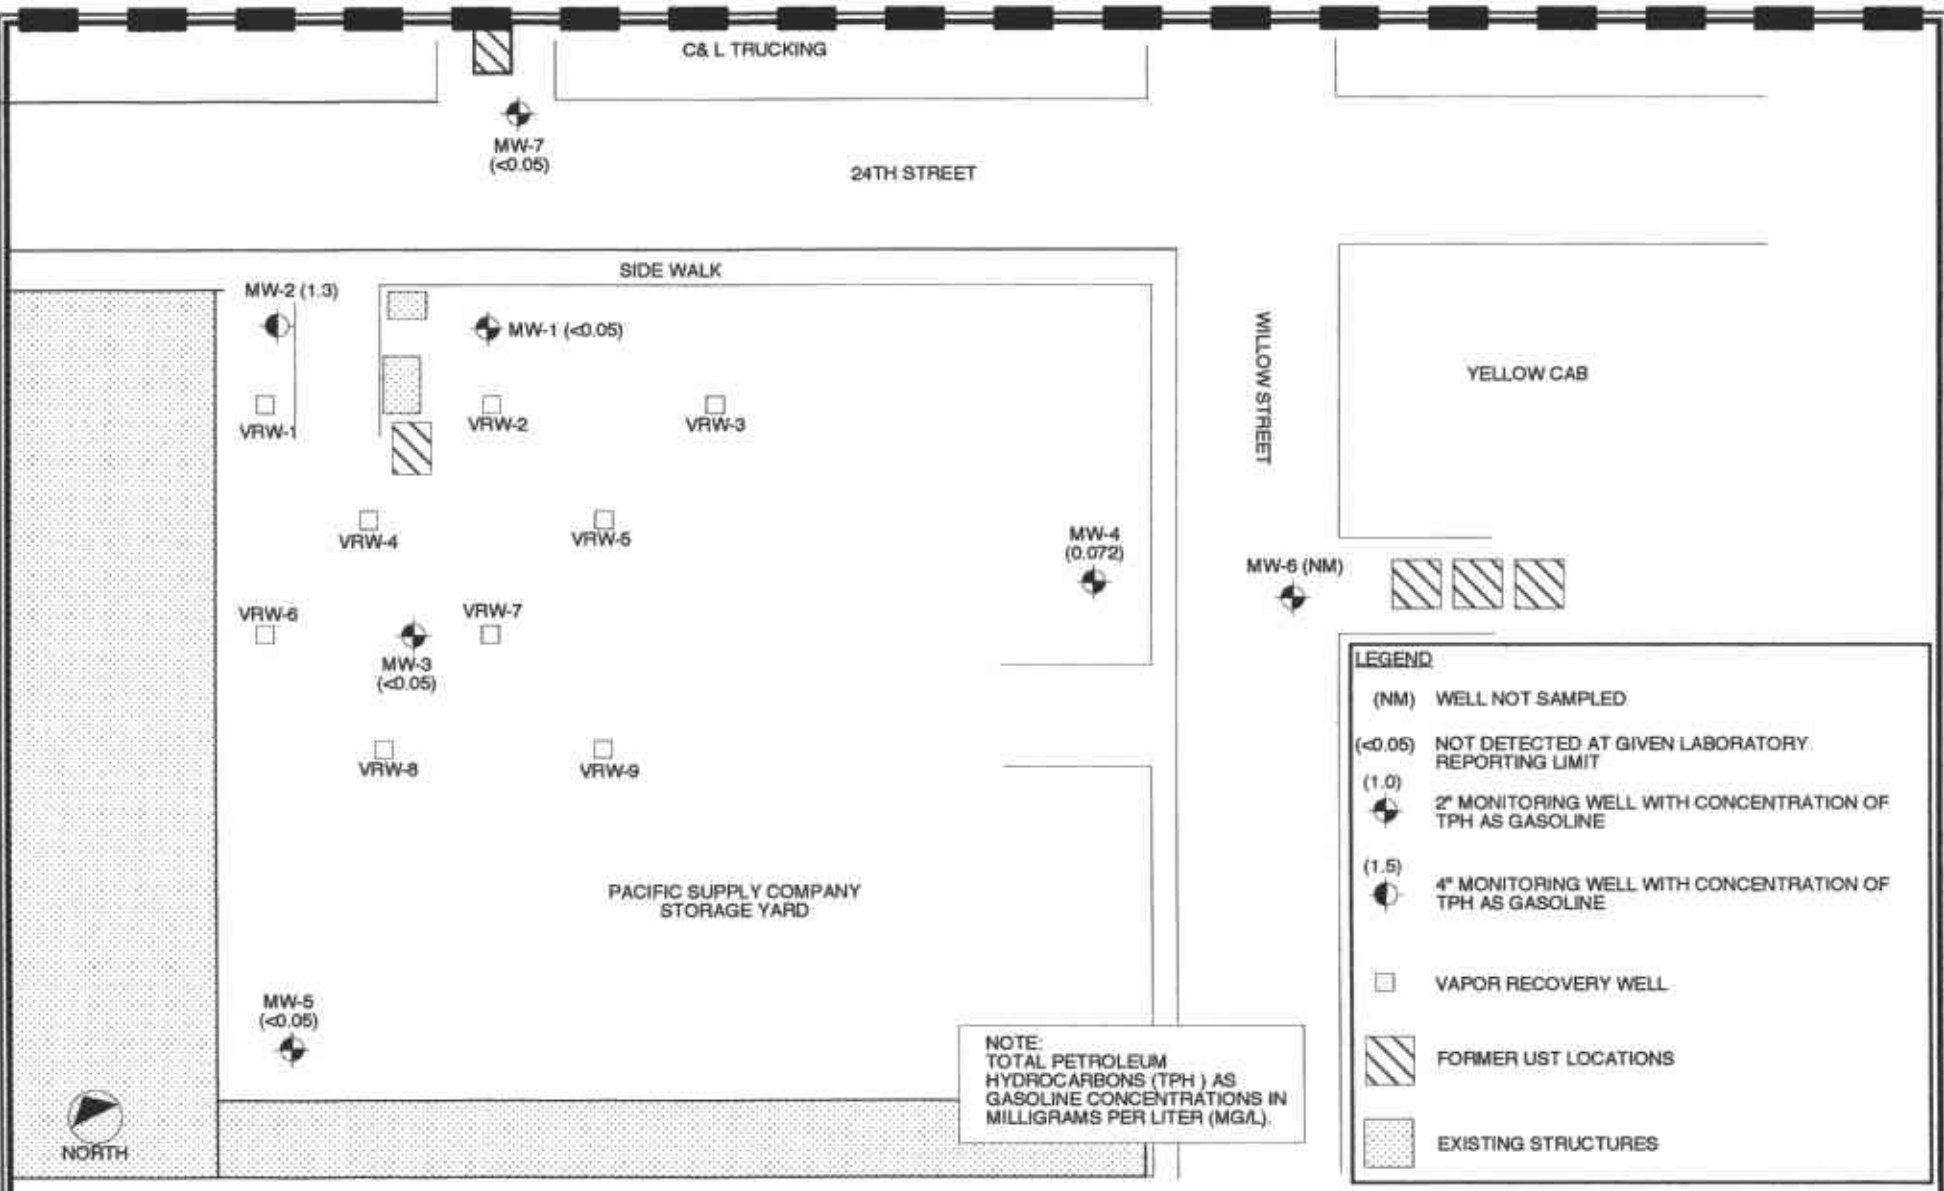 C& L TRUCKING
MW-7
(<0.05)
24TH STREET
SIDE WALK
MW-2 (1.3)
MW-1 (<0.05)
WILLOW STREET
YELLOW CAB
VRW-1
VRW-2
VRW-3
VRW-4
VRW-5
MW-4
(0.072)
MW-6 (NM)
VRW-6
VRW-7
MW-3
(<0.05)
VRW-8
VRW-9
PACIFIC SUPPLY COMPANY
STORAGE YARD
MW-5
(<0.05)
NORTH
NOTE:
TOTAL PETROLEUM
HYDROCARBONS (TPH ) AS
GASOLINE CONCENTRATIONS IN
MILLIGRAMS PER LITER (MG/L).
LEGEND
(NM) WELL NOT SAMPLED
(<0.05) NOT DETECTED AT GIVEN LABORATORY
REPORTING LIMIT
(1.0)
2" MONITORING WELL WITH CONCENTRATION OF
TPH AS GASOLINE
(1.5)
4" MONITORING WELL WITH CONCENTRATION OF
TPH AS GASOLINE
VAPOR RECOVERY WELL
FORMER UST LOCATIONS
EXISTING STRUCTURES